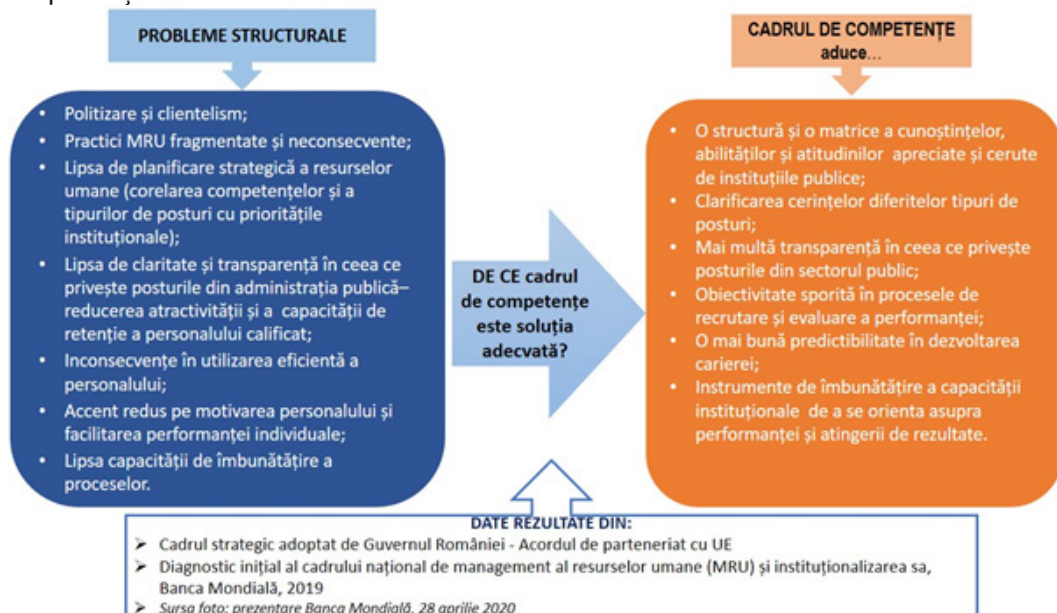 PROBLEME STRUCTURALE
• Politizare și clientelism;
• Practici MRU fragmentate și neconsecvente;
• Lipsa de planificare strategică a resurselor
umane (corelarea competențelor și a
tipurilor de posturi cu prioritățile
instituționale);
• Lipsa de claritate și transparență în ceea ce
privește posturile din administrația publică–
reducerea atractivității și a capacității de
retenție a personalului calificat;
• Inconsecvențe în utilizarea eficientă a
personalului;
• Accent redus pe motivarea personalului și
facilitarea performanței individuale;
• Lipsa capacității de îmbunătățire a
proceselor.
DE CE cadrul
de competențe
este soluția
adecvată?
CADRUL DE COMPETENȚE
aduce...
• O structură și o matrice a cunoștințelor,
abilităților și atitudinilor apreciate și cerute
de instituțiile publice;
• Clarificarea cerințelor diferitelor tipuri de
posturi;
• Mai multă transparență în ceea ce privește
posturile din sectorul public;
• Obiectivitate sporită în procesele de
recrutare și evaluare a performanței;
• O mai bună predictibilitate în dezvoltarea
carierei;
• Instrumente de îmbunătățire a capacității
instituționale de a se orienta asupra
performanței și atingerii de rezultate.
DATE REZULTATE DIN:
➢ Cadrul strategic adoptat de Guvernul României - Acordul de parteneriat cu UE
➢ Diagnostic inițial al cadrului național de management al resurselor umane (MRU) și instituționalizarea sa,
Banca Mondială, 2019
➢ Sursa foto: prezentare Banca Mondială, 28 aprilie 2020